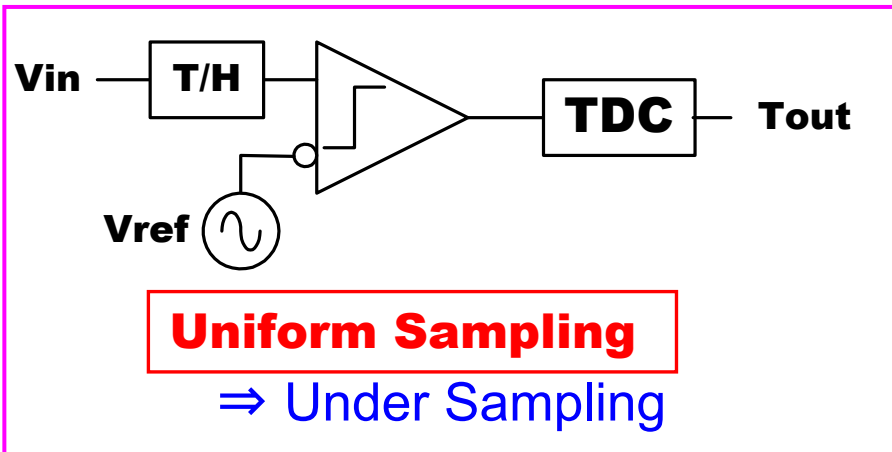 Vin
T/H
TDC
Tout
Vref
Uniform Sampling
⇒ Under Sampling